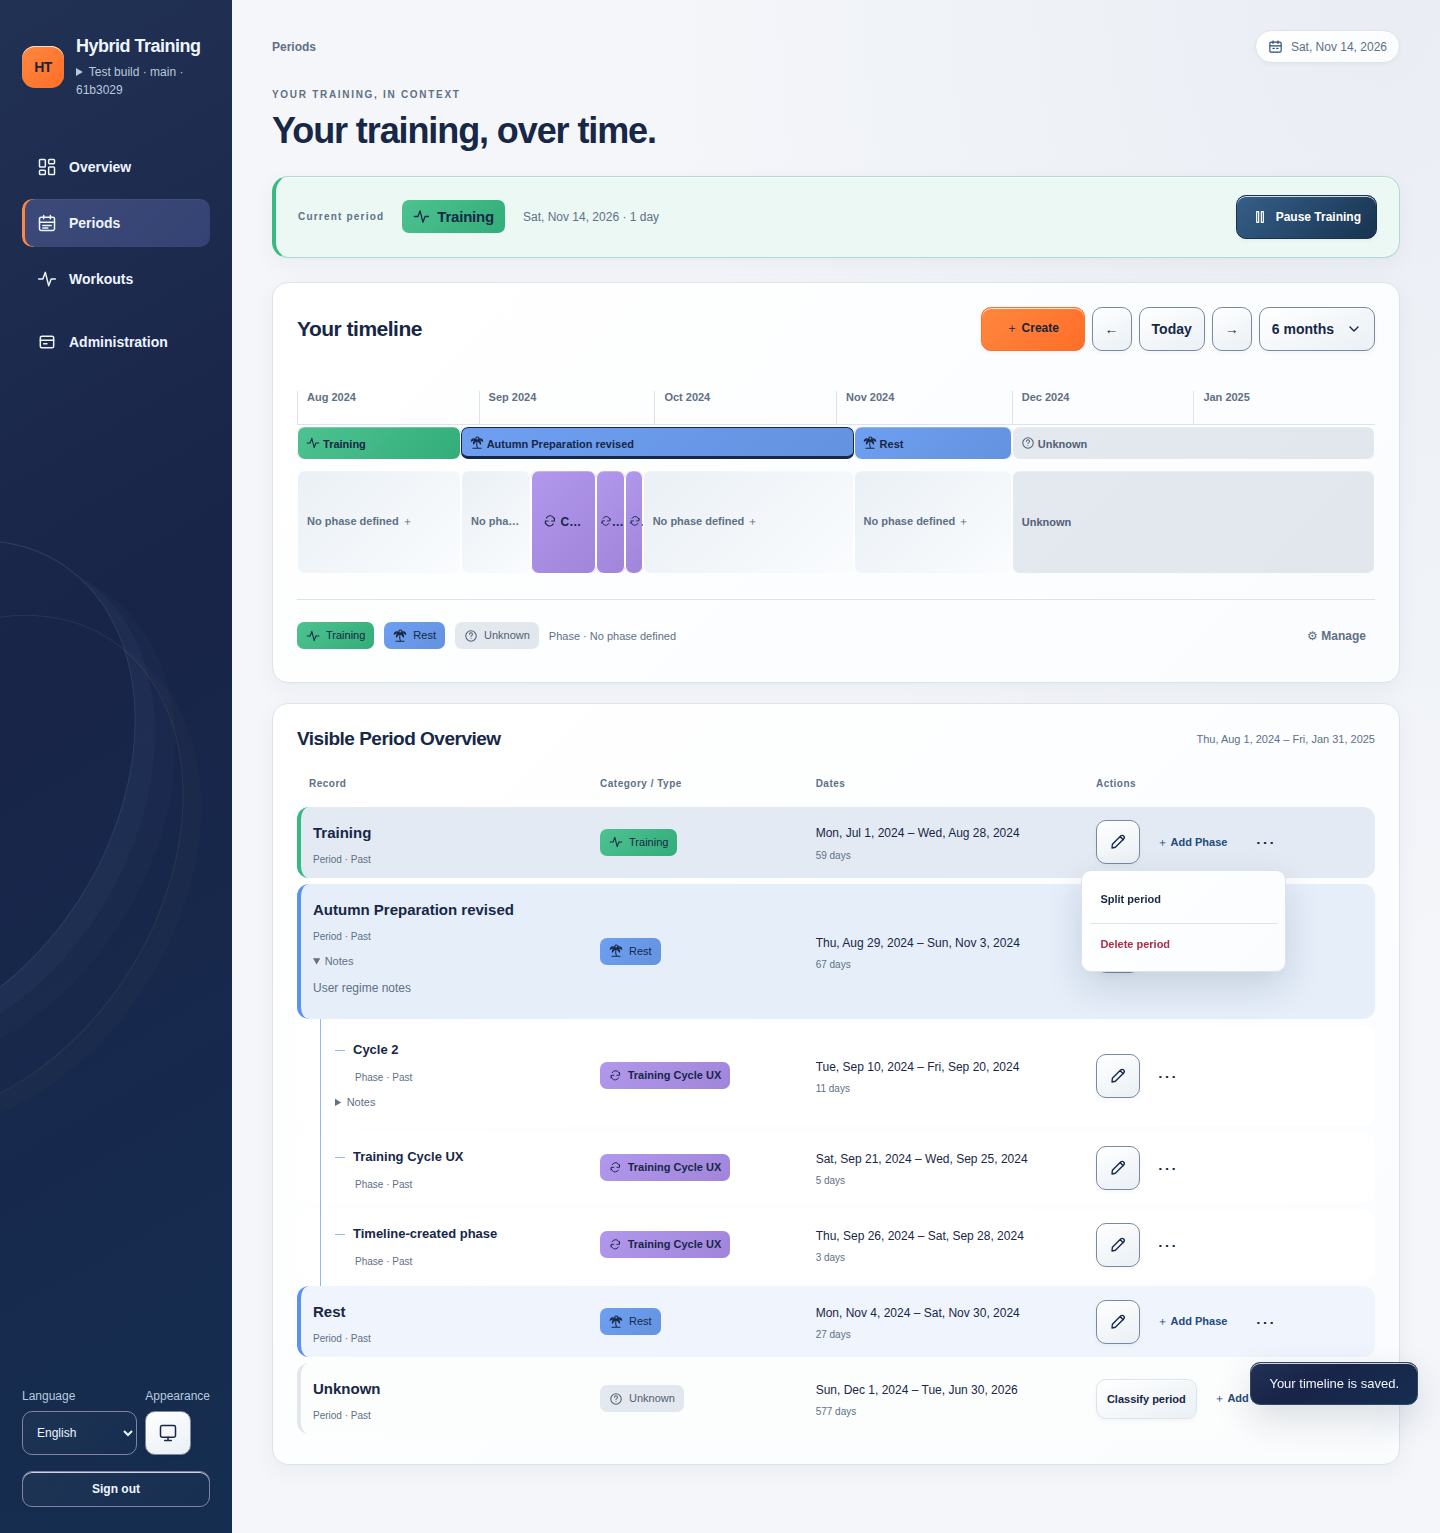 HT
Hybrid Training
Test build · main ·
61b3029
Overview
Periods
Workouts
Administration
Language
Appearance
English
Sign out
Periods
Sat, Nov 14, 2026
YOUR TRAINING, IN CONTEXT
Your training, over time.
Current period
Training
Sat, Nov 14, 2026 · 1 day
Pause Training
Your timeline
+ Create
←
Today
→
6 months
Aug 2024
Sep 2024
Oct 2024
Nov 2024
Dec 2024
Jan 2025
Training
Autumn Preparation revised
Rest
Unknown
No phase defined +
No pha…
C…
…
No phase defined +
No phase defined +
Unknown
Training
Rest
Unknown
Phase · No phase defined
⚙ Manage
Visible Period Overview
Thu, Aug 1, 2024 – Fri, Jan 31, 2025
Record
Category / Type
Dates
Actions
Training
Period · Past
Training
Mon, Jul 1, 2024 – Wed, Aug 28, 2024
59 days
+ Add Phase
···
Split period
Delete period
Autumn Preparation revised
Period · Past
Notes
User regime notes
Rest
Thu, Aug 29, 2024 – Sun, Nov 3, 2024
67 days
— Cycle 2
Phase · Past
Notes
Training Cycle UX
Tue, Sep 10, 2024 – Fri, Sep 20, 2024
11 days
···
— Training Cycle UX
Phase · Past
Training Cycle UX
Sat, Sep 21, 2024 – Wed, Sep 25, 2024
5 days
···
— Timeline-created phase
Phase · Past
Training Cycle UX
Thu, Sep 26, 2024 – Sat, Sep 28, 2024
3 days
···
Rest
Period · Past
Rest
Mon, Nov 4, 2024 – Sat, Nov 30, 2024
27 days
+ Add Phase
···
Unknown
Period · Past
Unknown
Sun, Dec 1, 2024 – Tue, Jun 30, 2026
577 days
Classify period
+ Add
Your timeline is saved.